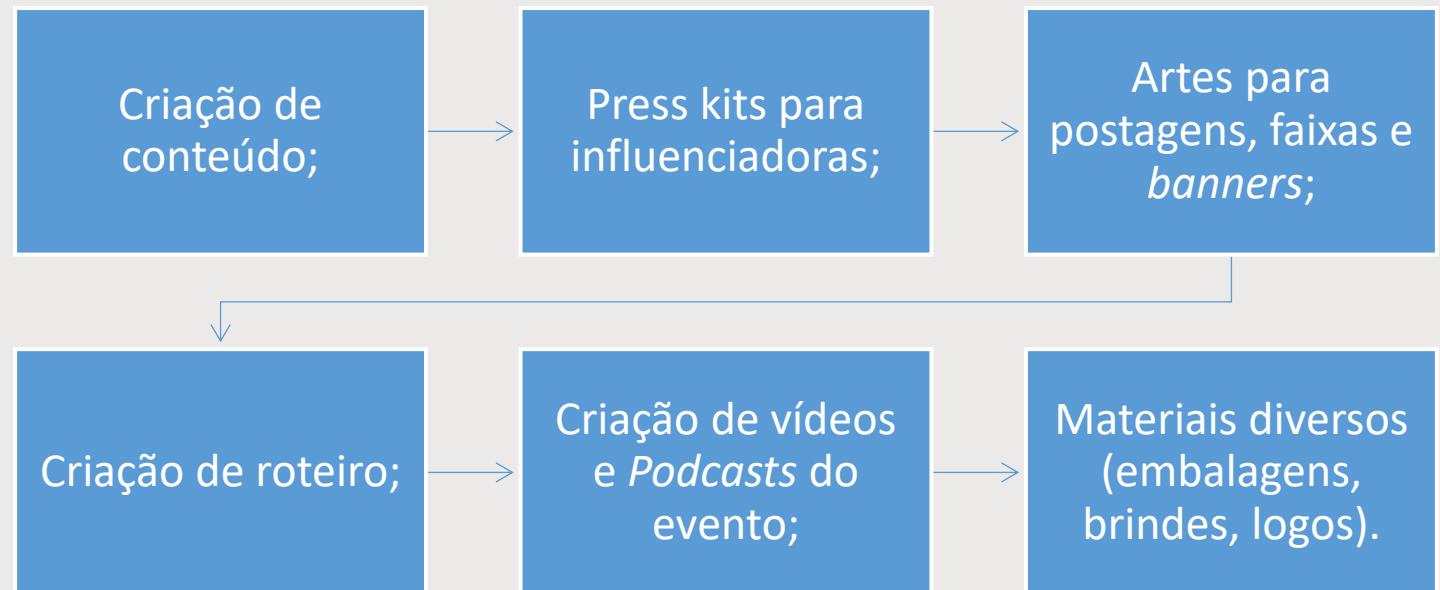 Criação de
conteúdo;
Press kits para
influenciadoras;
Artes para
postagens, faixas e
banners;
Criação de roteiro;
Criação de vídeos
e Podcasts do
evento;
Materiais diversos
(embalagens,
brindes, logos).